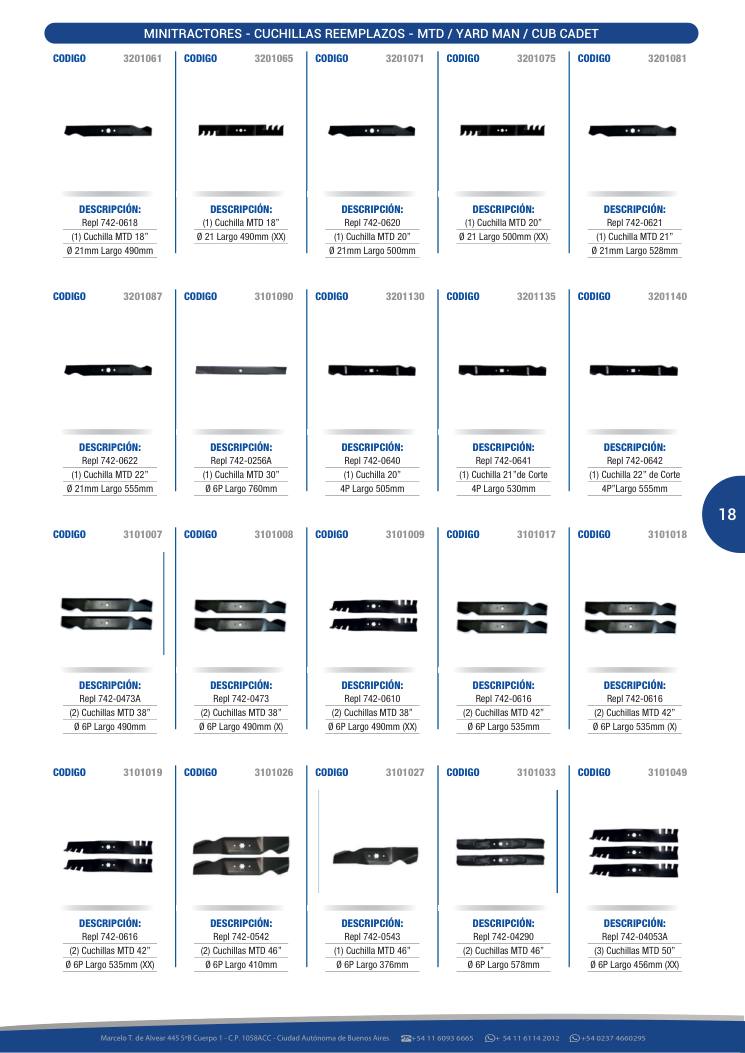 MINITRACTORES - CUCHILLAS REEMPLAZOS - MTD / YARD MAN / CUB CADET
CODIGO 3201061
DESCRIPCIÓN:
Repl 742-0618
(1) Cuchilla MTD 18"
Ø 21mm Largo 490mm
CODIGO 3201065
DESCRIPCIÓN:
(1) Cuchilla MTD 18"
Ø 21 Largo 490mm (XX)
CODIGO 3201071
DESCRIPCIÓN:
Repl 742-0620
(1) Cuchilla MTD 20"
Ø 21mm Largo 500mm
CODIGO 3201075
DESCRIPCIÓN:
(1) Cuchilla MTD 20"
Ø 21 Largo 500mm (XX)
CODIGO 3201081
DESCRIPCIÓN:
Repl 742-0621
(1) Cuchilla MTD 21"
Ø 21mm Largo 528mm
CODIGO 3201087
DESCRIPCIÓN:
Repl 742-0622
(1) Cuchilla MTD 22"
Ø 21mm Largo 555mm
CODIGO 3101090
DESCRIPCIÓN:
Repl 742-0256A
(1) Cuchilla MTD 30"
Ø 6P Largo 760mm
CODIGO 3201130
DESCRIPCIÓN:
Repl 742-0640
(1) Cuchilla 20"
4P Largo 505mm
CODIGO 3201135
DESCRIPCIÓN:
Repl 742-0641
(1) Cuchilla 21"de Corte
4P Largo 530mm
CODIGO 3201140
DESCRIPCIÓN:
Repl 742-0642
(1) Cuchilla 22" de Corte
4P"Largo 555mm
18
CODIGO 3101007
DESCRIPCIÓN:
Repl 742-0473A
(2) Cuchillas MTD 38"
Ø 6P Largo 490mm
CODIGO 3101008
DESCRIPCIÓN:
Repl 742-0473
(2) Cuchillas MTD 38"
Ø 6P Largo 490mm (X)
CODIGO 3101009
DESCRIPCIÓN:
Repl 742-0610
(2) Cuchillas MTD 38"
Ø 6P Largo 490mm (XX)
CODIGO 3101017
DESCRIPCIÓN:
Repl 742-0616
(2) Cuchillas MTD 42"
Ø 6P Largo 535mm
CODIGO 3101018
DESCRIPCIÓN:
Repl 742-0616
(2) Cuchillas MTD 42"
Ø 6P Largo 535mm (X)
CODIGO 3101019
DESCRIPCIÓN:
Repl 742-0616
(2) Cuchillas MTD 42"
Ø 6P Largo 535mm (XX)
CODIGO 3101026
DESCRIPCIÓN:
Repl 742-0542
(2) Cuchillas MTD 46"
Ø 6P Largo 410mm
CODIGO 3101027
DESCRIPCIÓN:
Repl 742-0543
(1) Cuchilla MTD 46"
Ø 6P Largo 376mm
CODIGO 3101033
DESCRIPCIÓN:
Repl 742-04290
(2) Cuchillas MTD 46"
Ø 6P Largo 578mm
CODIGO 3101049
DESCRIPCIÓN:
Repl 742-04053A
(3) Cuchillas MTD 50"
Ø 6P Largo 456mm (XX)
Marcelo T. de Alvear 445 5ºB Cuerpo 1 - C.P. 1058ACC - Ciudad Autónoma de Buenos Aires +54 11 6093 6665 + 54 11 6114 2012 +54 0237 4660295